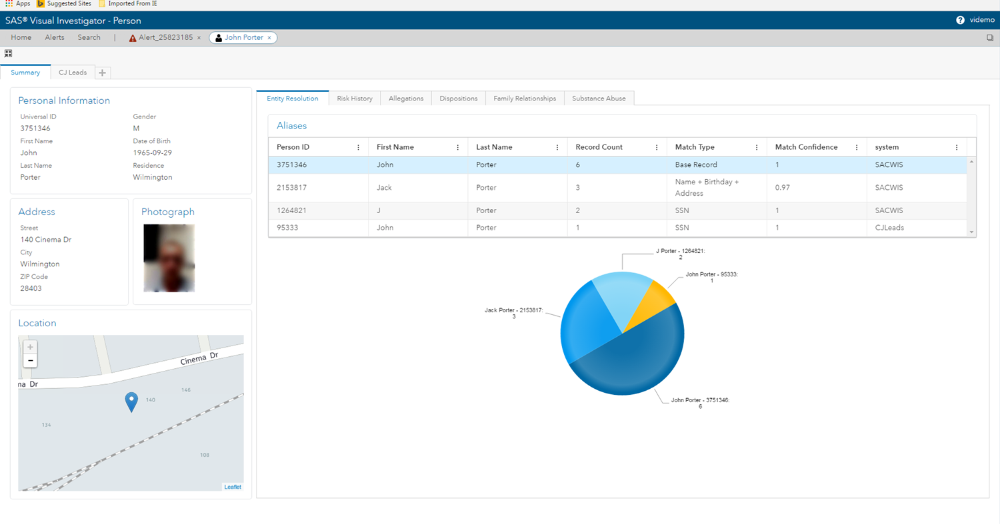 Apps Suggested Sites Imported From IE
SAS® Visual Investigator - Person
? videmo
Home Alerts Search | Alert_25823185 × John Porter ×
Summary CJ Leads +
Personal Information
Universal ID Gender
3751346 M
First Name Date of Birth
John 1965-09-29
Last Name Residence
Porter Wilmington
Address
Street
140 Cinema Dr
City
Wilmington
ZIP Code
28403
Photograph
Location
+
−
Cinema Dr
na Dr
146
140
134
108
Leaflet
Entity Resolution Risk History Allegations Dispositions Family Relationships Substance Abuse
Aliases
Person ID First Name Last Name Record Count Match Type Match Confidence system
3751346 John Porter 6 Base Record 1 SACWIS
2153817 Jack Porter 3 Name + Birthday + Address 0.97 SACWIS
1264821 J Porter 2 SSN 1 SACWIS
95333 John Porter 1 SSN 1 CJLeads
J Porter - 1264821:
2
John Porter - 95333:
1
Jack Porter - 2153817:
3
John Porter - 3751346:
6